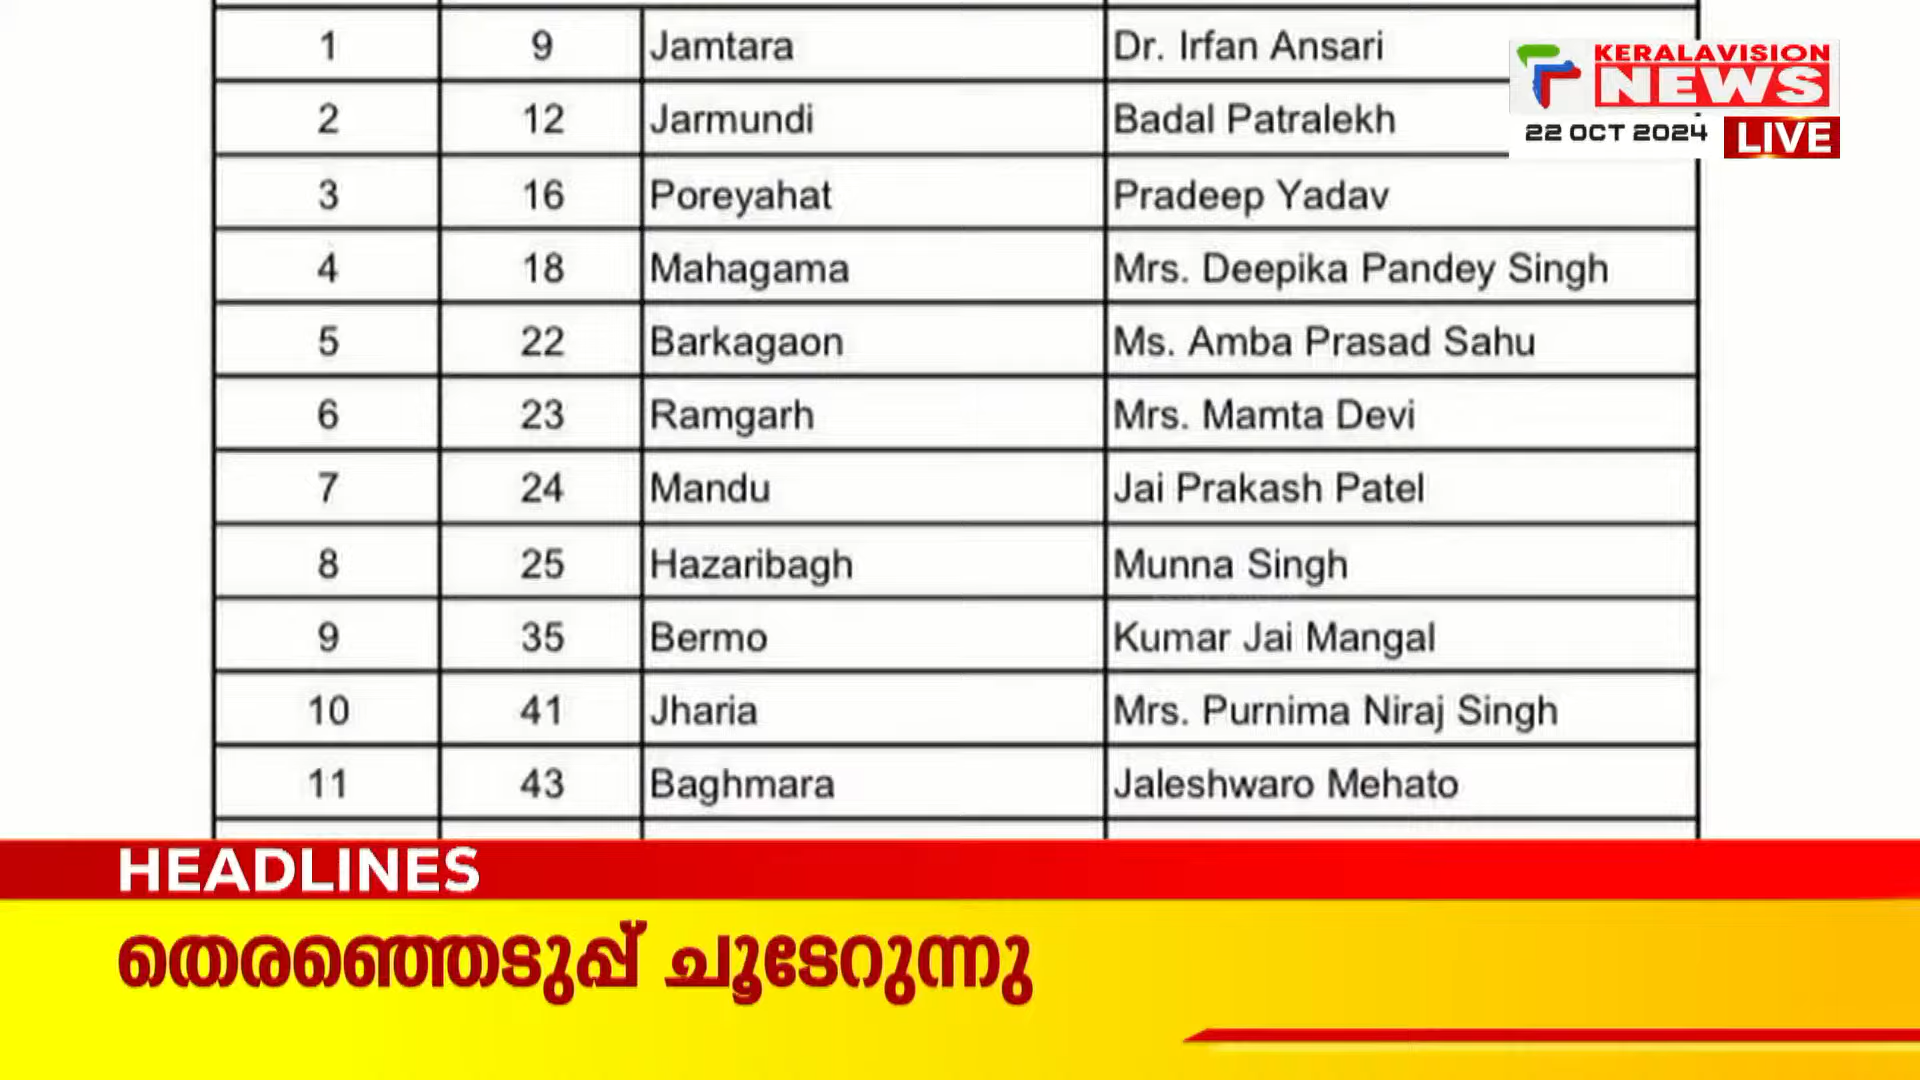 1 9 Jamtara Dr. Irfan Ansari
KERALAVISION
NEWS
2 12 Jarmundi Badal Patralekh
22 OCT 2024 LIVE
3 16 Poreyahat Pradeep Yadav
4 18 Mahagama Mrs. Deepika Pandey Singh
5 22 Barkagaon Ms. Amba Prasad Sahu
6 23 Ramgarh Mrs. Mamta Devi
7 24 Mandu Jai Prakash Patel
8 25 Hazaribagh Munna Singh
9 35 Bermo Kumar Jai Mangal
10 41 Jharia Mrs. Purnima Niraj Singh
11 43 Baghmara Jaleshwaro Mehato
HEADLINES
തെരഞ്ഞെടുപ്പ് ചൂടേറുന്നു